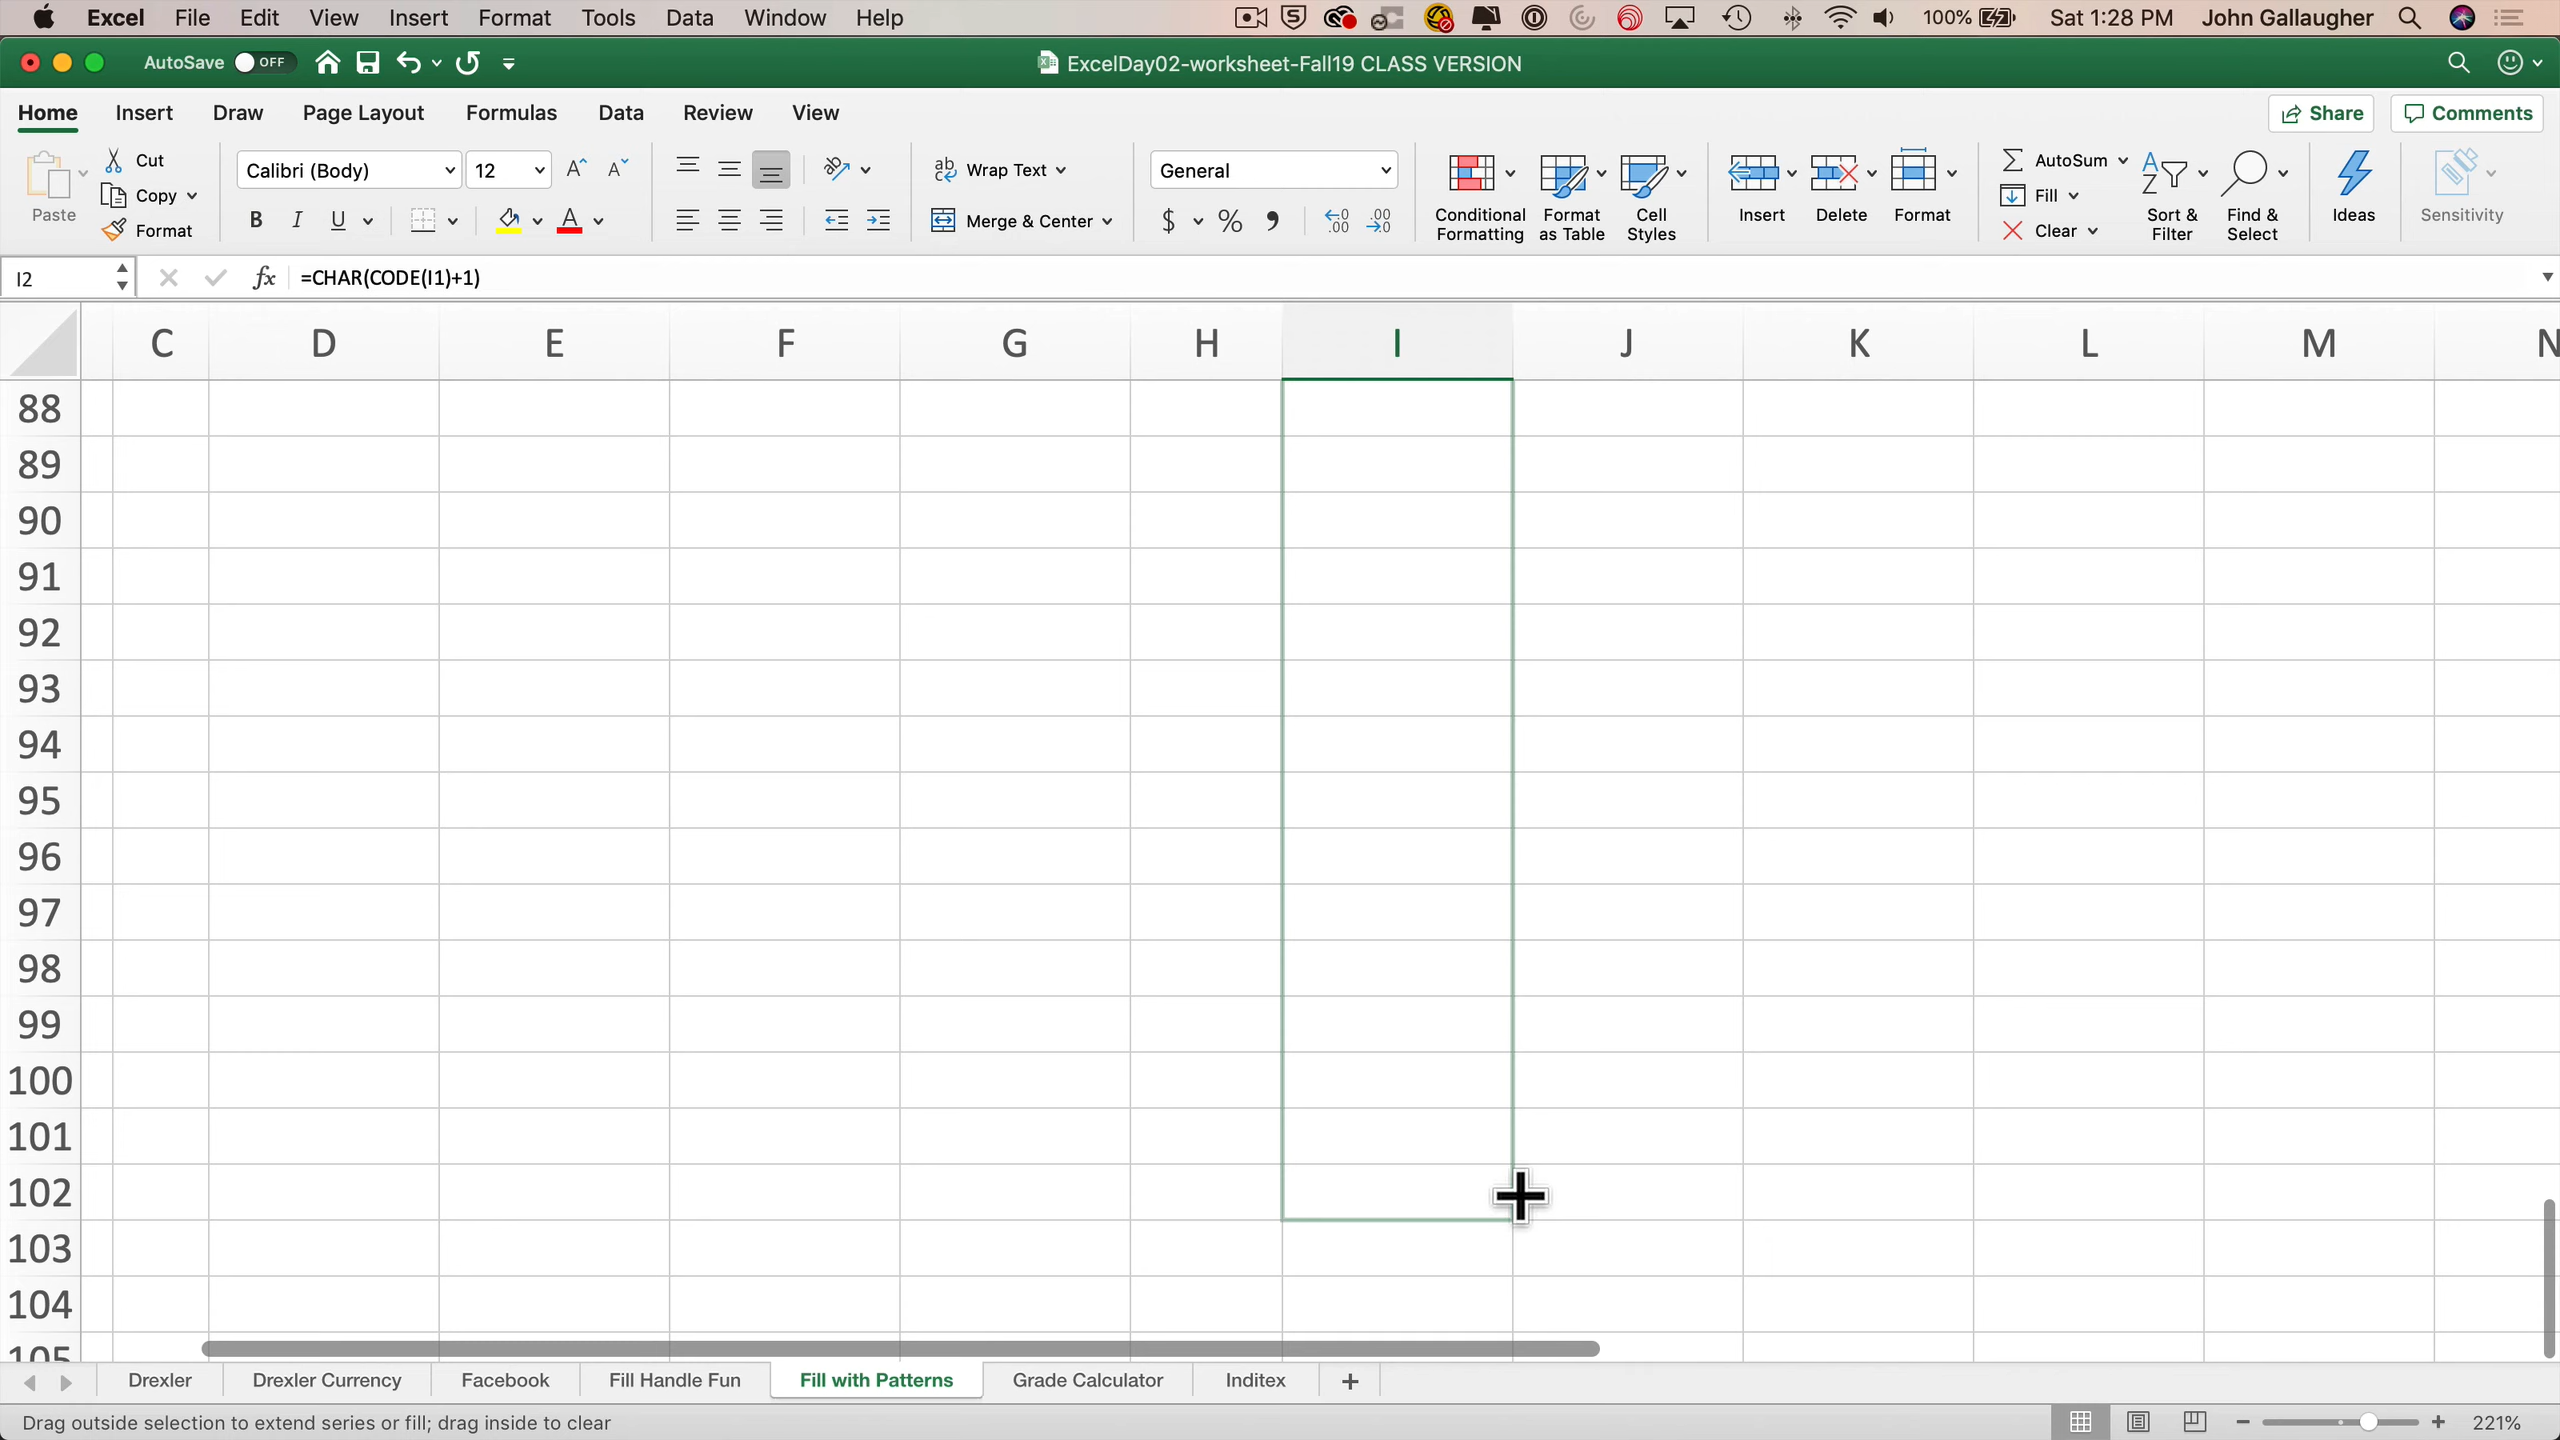 Excel File Edit View Insert Format Tools Data Window Help 100% Sat 1:28 PM John Gallaugher
AutoSave OFF ExcelDay02-worksheet-Fall19 CLASS VERSION
Home Insert Draw Page Layout Formulas Data Review View Share Comments
Paste Cut Copy Format
Calibri (Body) 12
B I U A
Wrap Text
Merge & Center
General
$ % ,
Conditional Formatting
Format as Table
Cell Styles
Insert Delete Format
AutoSum
Fill
Clear
Sort & Filter
Find & Select
Ideas
Sensitivity
I2 fx =CHAR(CODE(I1)+1)
C D E F G H I J K L M N
88
89
90
91
92
93
94
95
96
97
98
99
100
101
102
103
104
105
Drexler Drexler Currency Facebook Fill Handle Fun Fill with Patterns Grade Calculator Inditex +
Drag outside selection to extend series or fill; drag inside to clear 221%